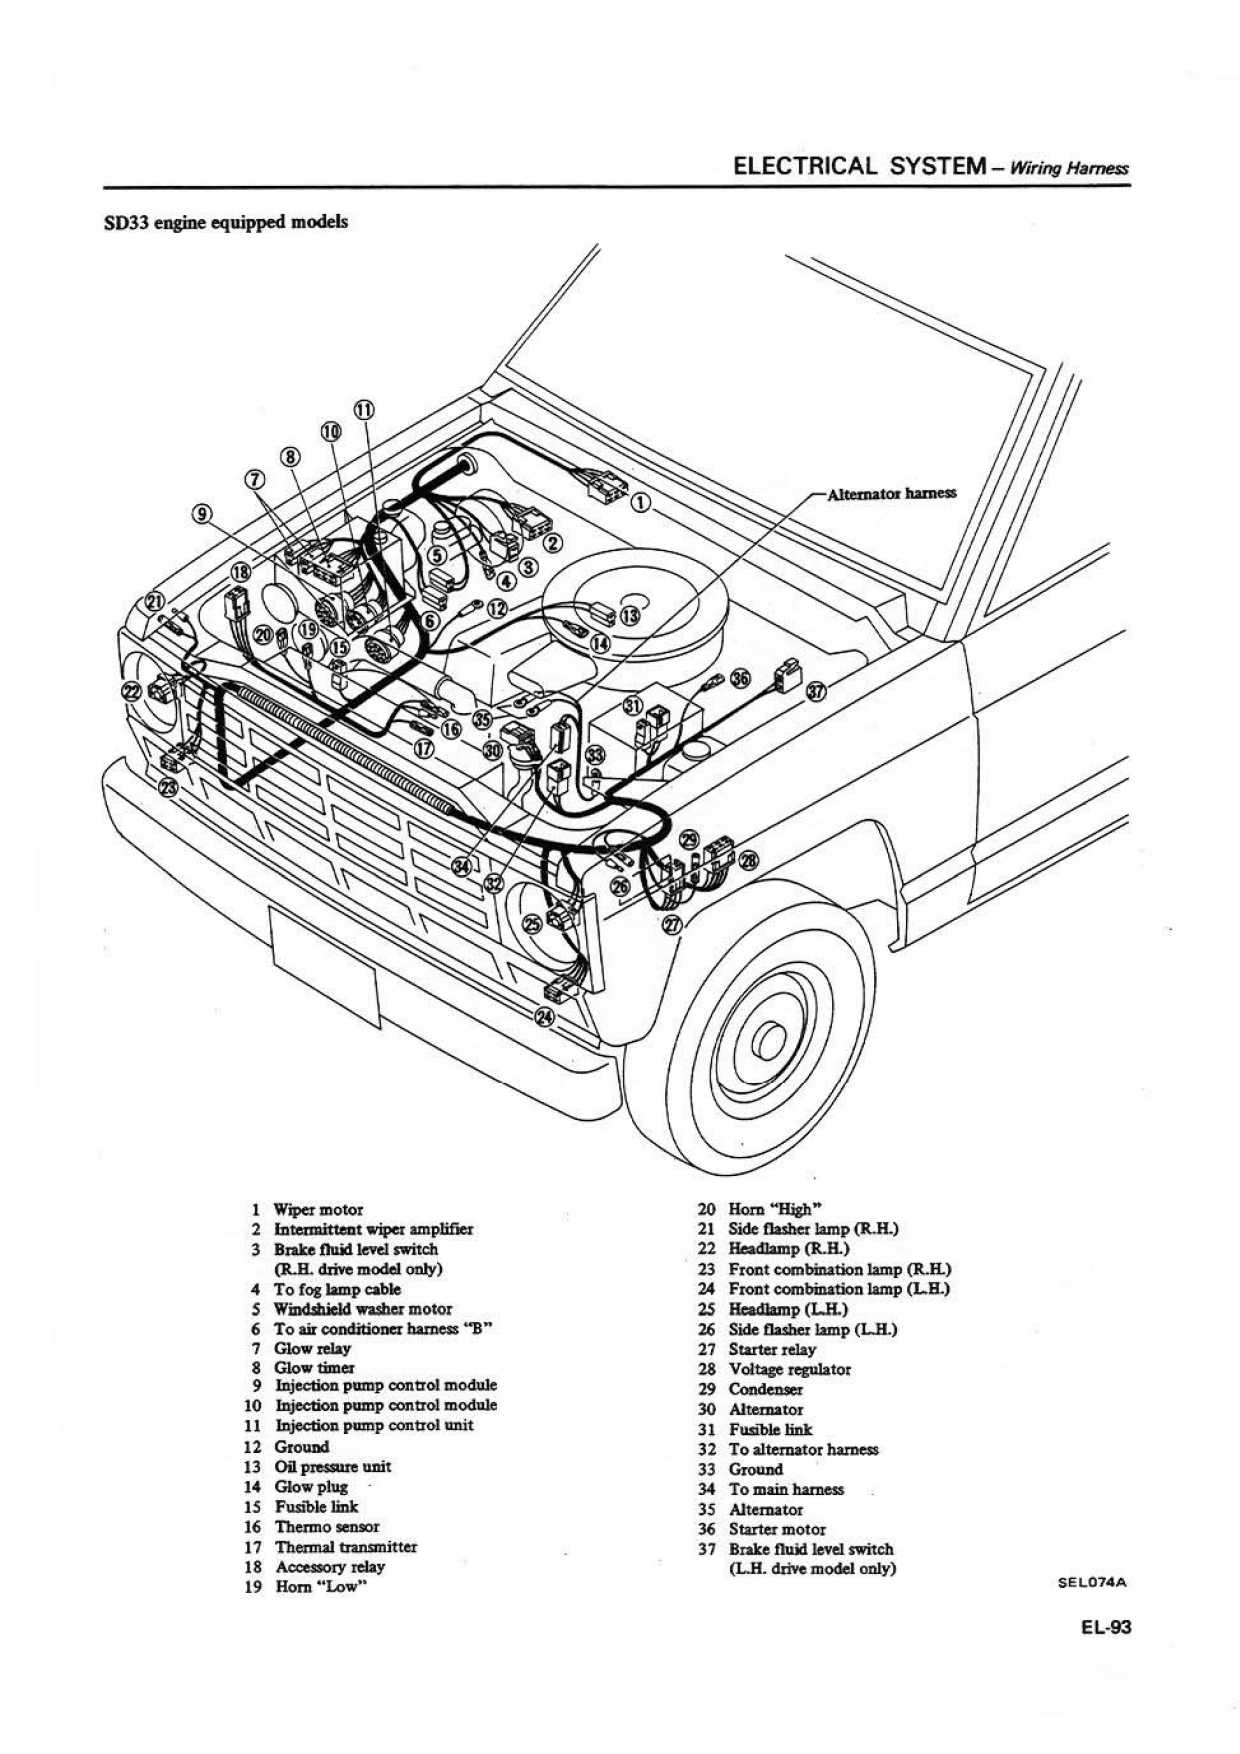 ELECTRICAL SYSTEM – Wiring Harness
SD33 engine equipped models
11
10
8
7
9
Alternator harness
1
2
5
3
18
4
21
12
13
6
20
19
14
15
36
22
37
31
35
16
17
30
33
23
29
34
28
32
26
25
27
24
1 Wiper motor
2 Intermittent wiper amplifier
3 Brake fluid level switch
(R.H. drive model only)
4 To fog lamp cable
5 Windshield washer motor
6 To air conditioner harness “B”
7 Glow relay
8 Glow timer
9 Injection pump control module
10 Injection pump control module
11 Injection pump control unit
12 Ground
13 Oil pressure unit
14 Glow plug
15 Fusible link
16 Thermo sensor
17 Thermal transmitter
18 Accessory relay
19 Horn “Low”
20 Horn “High”
21 Side flasher lamp (R.H.)
22 Headlamp (R.H.)
23 Front combination lamp (R.H.)
24 Front combination lamp (L.H.)
25 Headlamp (L.H.)
26 Side flasher lamp (L.H.)
27 Starter relay
28 Voltage regulator
29 Condenser
30 Alternator
31 Fusible link
32 To alternator harness
33 Ground
34 To main harness
35 Alternator
36 Starter motor
37 Brake fluid level switch
(L.H. drive model only)
SEL074A
EL-93